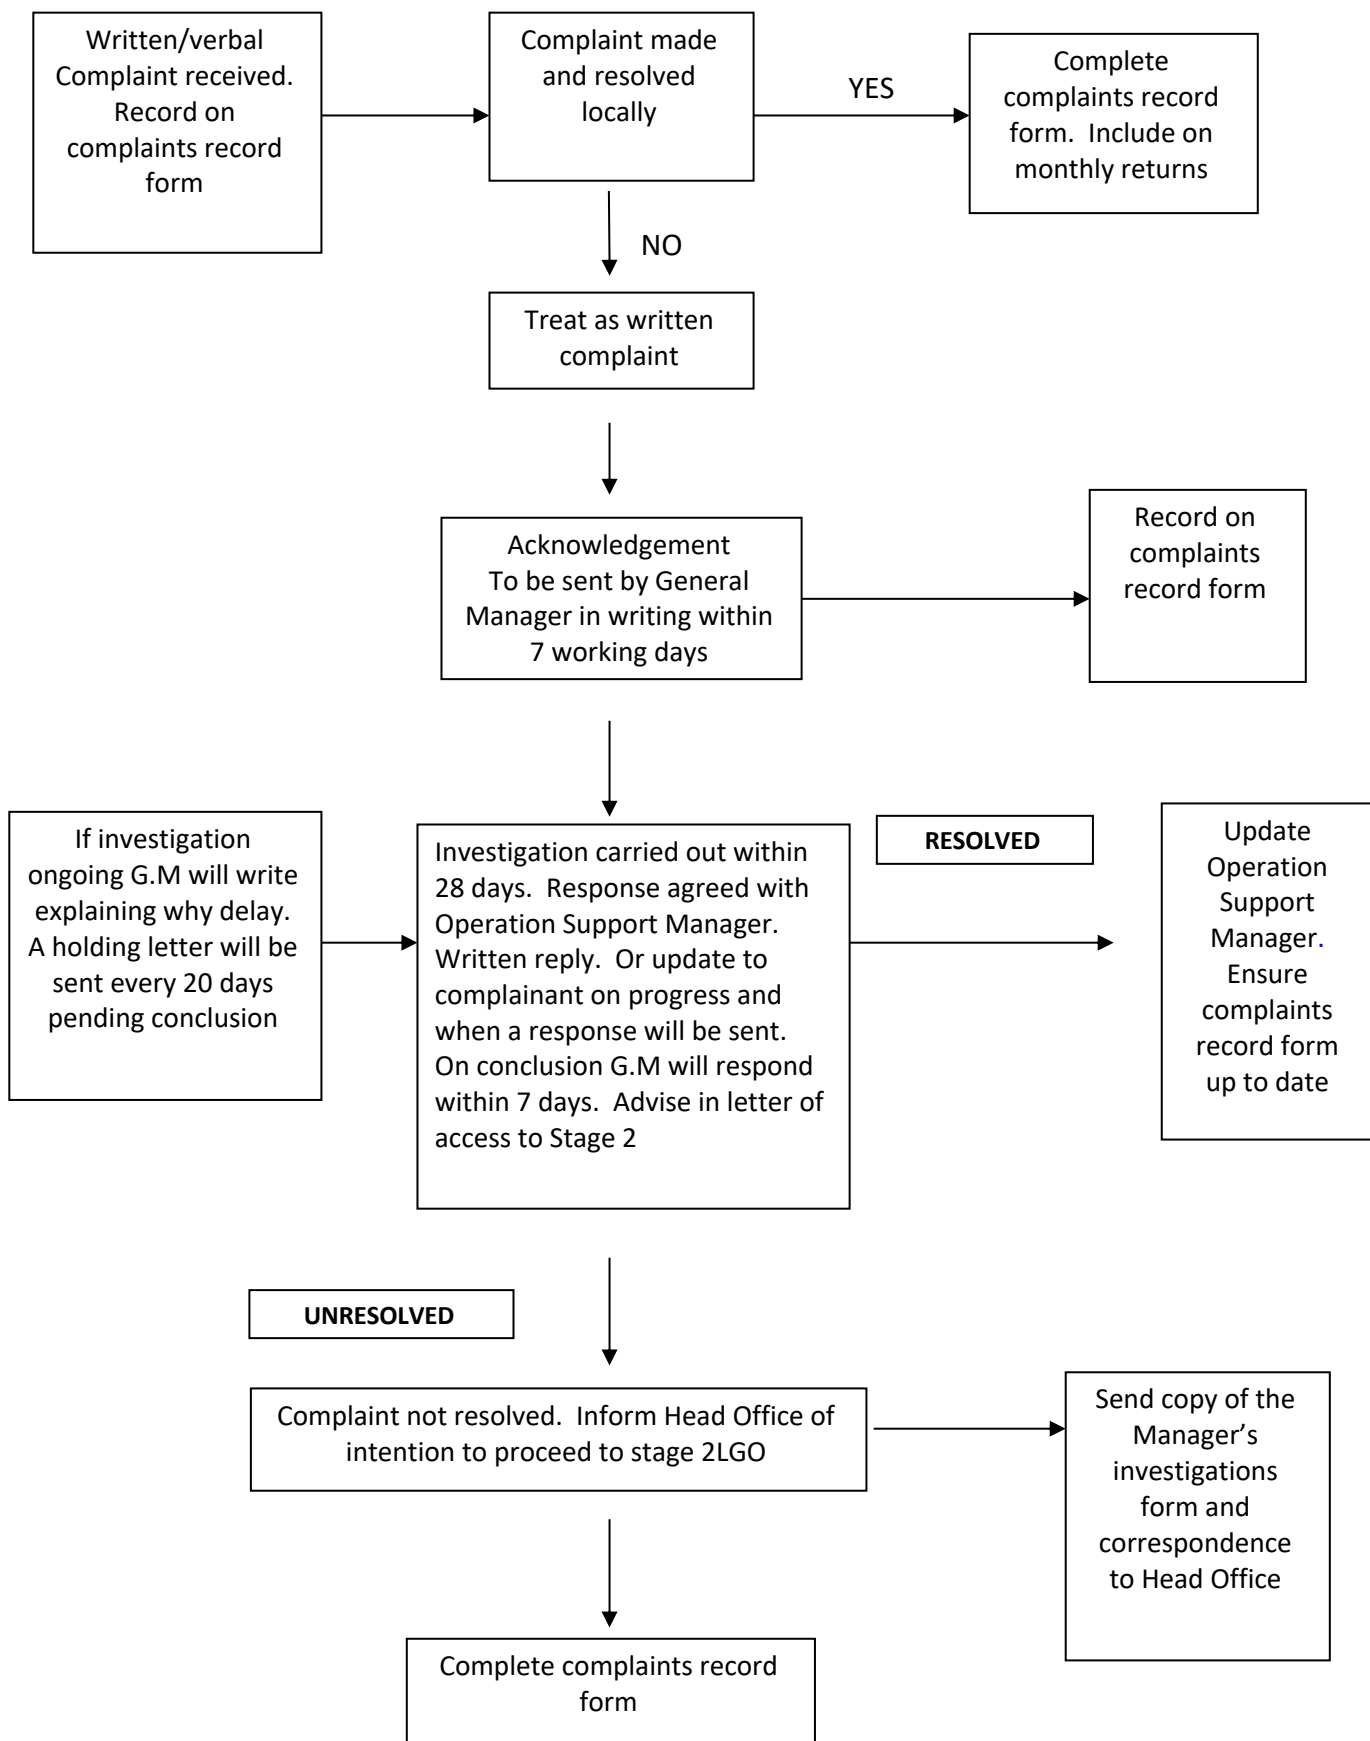 Written/verbal
Complaint received.
Record on
complaints record
form
Complaint made
and resolved
locally
YES
Complete
complaints record
form.  Include on
monthly returns
NO
Treat as written
complaint
Acknowledgement
To be sent by General
Manager in writing within
7 working days
Record on
complaints
record form
If investigation
ongoing G.M will write
explaining why delay.
A holding letter will be
sent every 20 days
pending conclusion
Investigation carried out within
28 days.  Response agreed with
Operation Support Manager.
Written reply.  Or update to
complainant on progress and
when a response will be sent.
On conclusion G.M will respond
within 7 days.  Advise in letter of
access to Stage 2
RESOLVED
Update
Operation
Support
Manager.
Ensure
complaints
record form
up to date
UNRESOLVED
Complaint not resolved.  Inform Head Office of
intention to proceed to stage 2LGO
Send copy of the
Manager’s
investigations
form and
correspondence
to Head Office
Complete complaints record
form